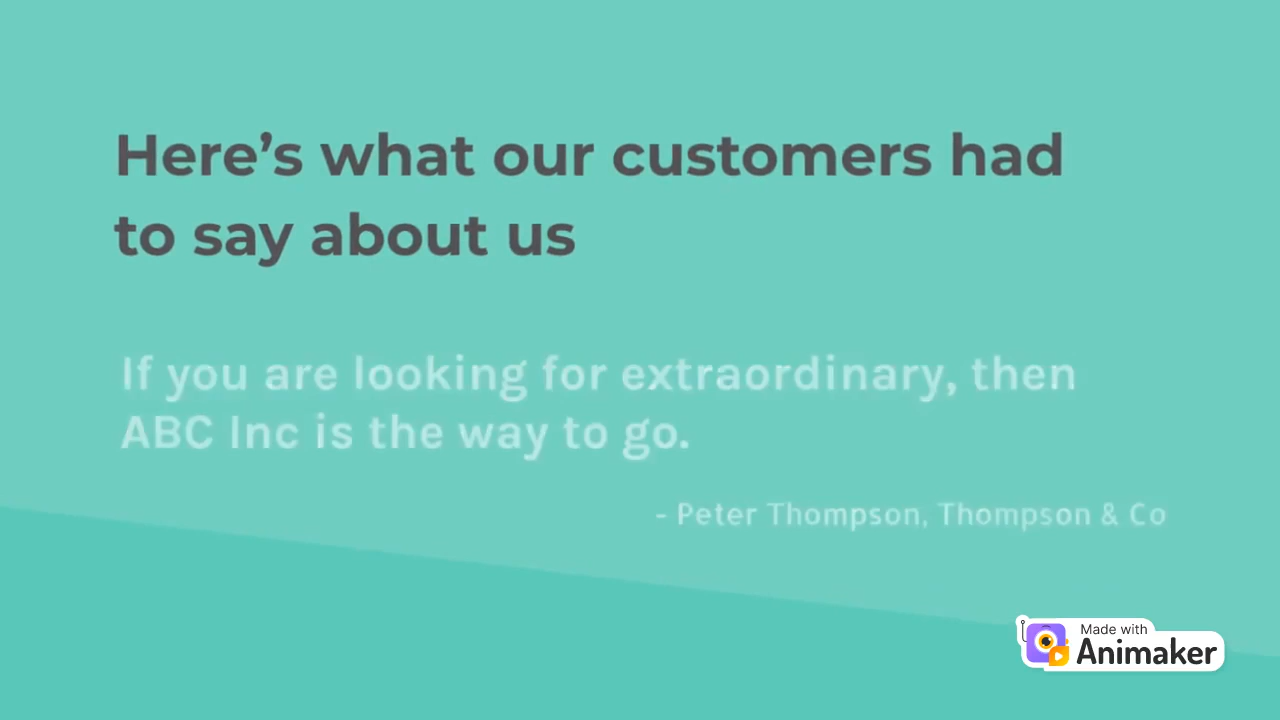 Here’s what our customers had
to say about us
If you are looking for extraordinary, then
ABC Inc is the way to go.
- Peter Thompson, Thompson & Co
Made with
Animaker